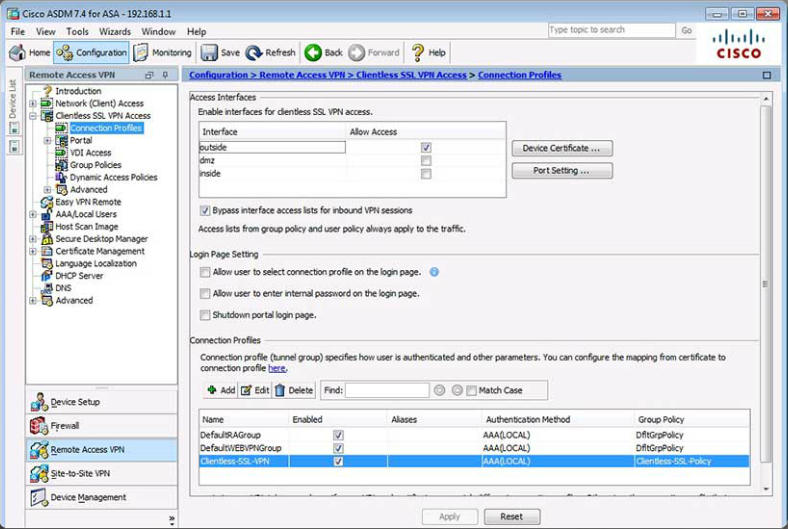 Cisco ASDM 7.4 for ASA - 192.168.1.1
File View Tools Wizards Window Help
Type topic to search Go
Home Configuration Monitoring Save Refresh Back Forward Help
CISCO
Device List
Remote Access VPN
Introduction
Network (Client) Access
Clientless SSL VPN Access
Connection Profiles
Portal
VDI Access
Group Policies
Dynamic Access Policies
Advanced
Easy VPN Remote
AAA/Local Users
Host Scan Image
Secure Desktop Manager
Certificate Management
Language Localization
DHCP Server
DNS
Advanced
Device Setup
Firewall
Remote Access VPN
Site-to-Site VPN
Device Management
Configuration > Remote Access VPN > Clientless SSL VPN Access > Connection Profiles
Access Interfaces
Enable interfaces for clientless SSL VPN access.
Interface Allow Access
outside
dmz
inside
Device Certificate ...
Port Setting ...
Bypass interface access lists for inbound VPN sessions
Access lists from group policy and user policy always apply to the traffic.
Login Page Setting
Allow user to select connection profile on the login page.
Allow user to enter internal password on the login page.
Shutdown portal login page.
Connection Profiles
Connection profile (tunnel group) specifies how user is authenticated and other parameters. You can configure the mapping from certificate to
connection profile here.
Add Edit Delete Find: Match Case
Name Enabled Aliases Authentication Method Group Policy
DefaultRAGroup AAA(LOCAL) DfltGrpPolicy
DefaultWEBVPNGroup AAA(LOCAL) DfltGrpPolicy
Clientless-SSL-VPN AAA(LOCAL) Clientless-SSL-Policy
Apply Reset